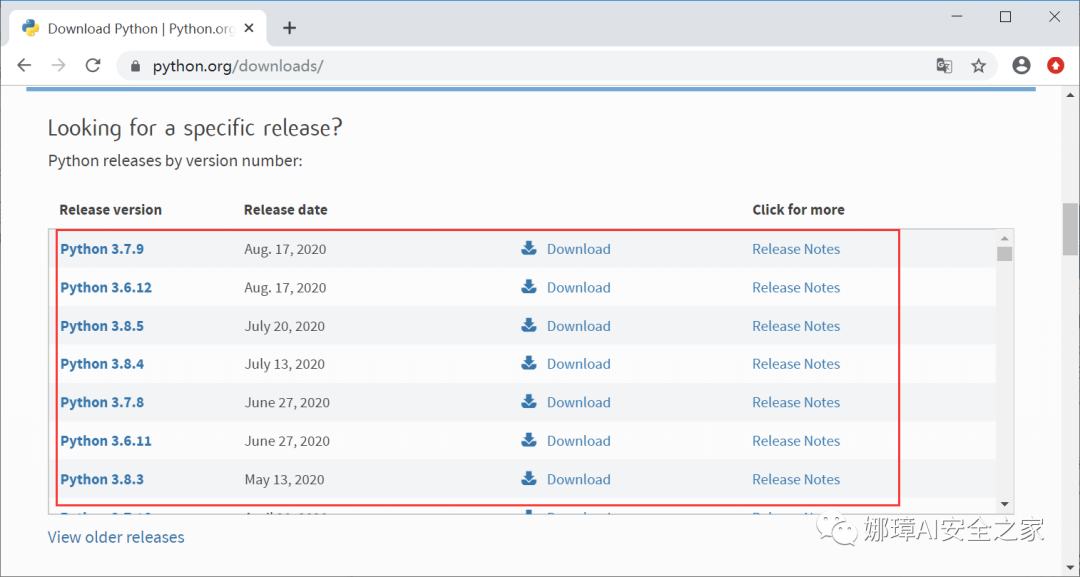 Download Python | Python.org
python.org/downloads/
Looking for a specific release?
Python releases by version number:
Release version Release date Click for more
Python 3.7.9 Aug. 17, 2020 Download Release Notes
Python 3.6.12 Aug. 17, 2020 Download Release Notes
Python 3.8.5 July 20, 2020 Download Release Notes
Python 3.8.4 July 13, 2020 Download Release Notes
Python 3.7.8 June 27, 2020 Download Release Notes
Python 3.6.11 June 27, 2020 Download Release Notes
Python 3.8.3 May 13, 2020 Download Release Notes
View older releases
娜璋AI安全之家